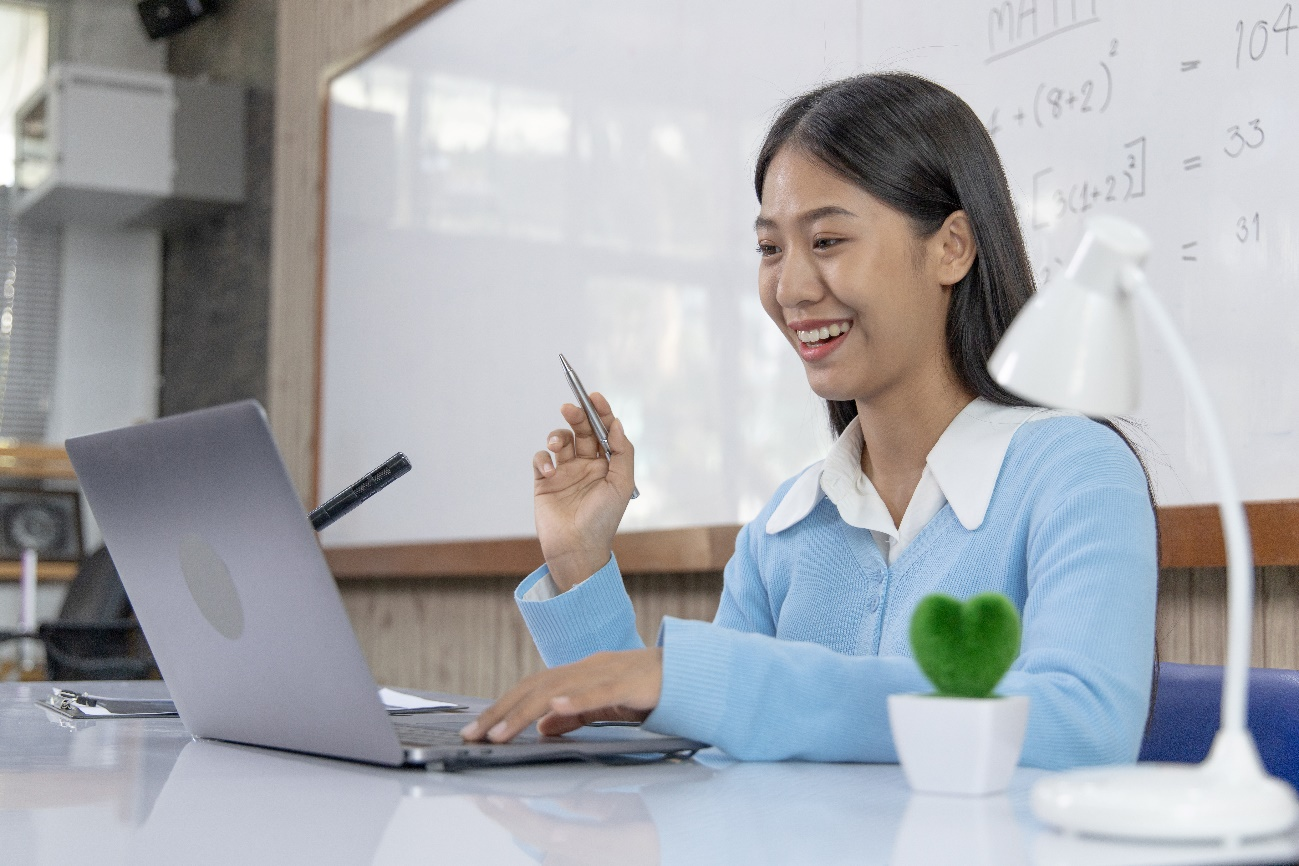 MATH
+ (8+2)² = 104
[3(1+2)²] = 33
= 31